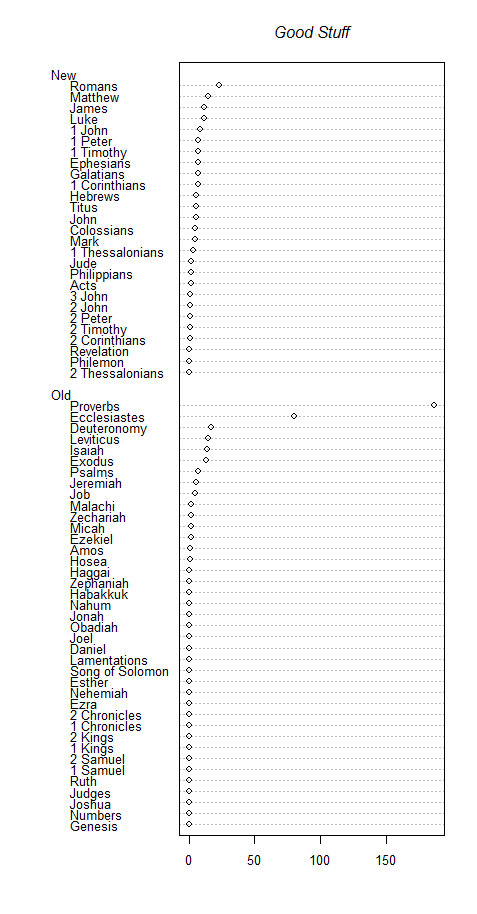 Good Stuff
New
Romans
Matthew
James
Luke
1 John
1 Peter
1 Timothy
Ephesians
Galatians
1 Corinthians
Hebrews
Titus
John
Colossians
Mark
1 Thessalonians
Jude
Philippians
Acts
3 John
2 John
2 Peter
2 Timothy
2 Corinthians
Revelation
Philemon
2 Thessalonians
Old
Proverbs
Ecclesiastes
Deuteronomy
Leviticus
Isaiah
Exodus
Psalms
Jeremiah
Job
Malachi
Zechariah
Micah
Ezekiel
Amos
Hosea
Haggai
Zephaniah
Habakkuk
Nahum
Jonah
Obadiah
Joel
Daniel
Lamentations
Song of Solomon
Esther
Nehemiah
Ezra
2 Chronicles
1 Chronicles
2 Kings
1 Kings
2 Samuel
1 Samuel
Ruth
Judges
Joshua
Numbers
Genesis
0 50 100 150